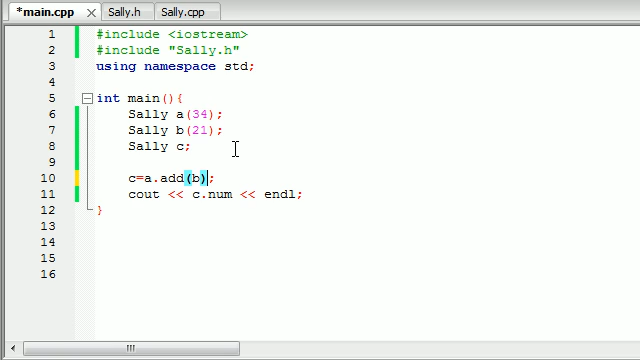 *main.cpp × Sally.h Sally.cpp
1 #include <iostream>
2 #include "Sally.h"
3 using namespace std;
4
5 int main(){
6 Sally a(34);
7 Sally b(21);
8 Sally c;
9
10 c=a.add(b);
11 cout << c.num << endl;
12 }
13
14
15
16